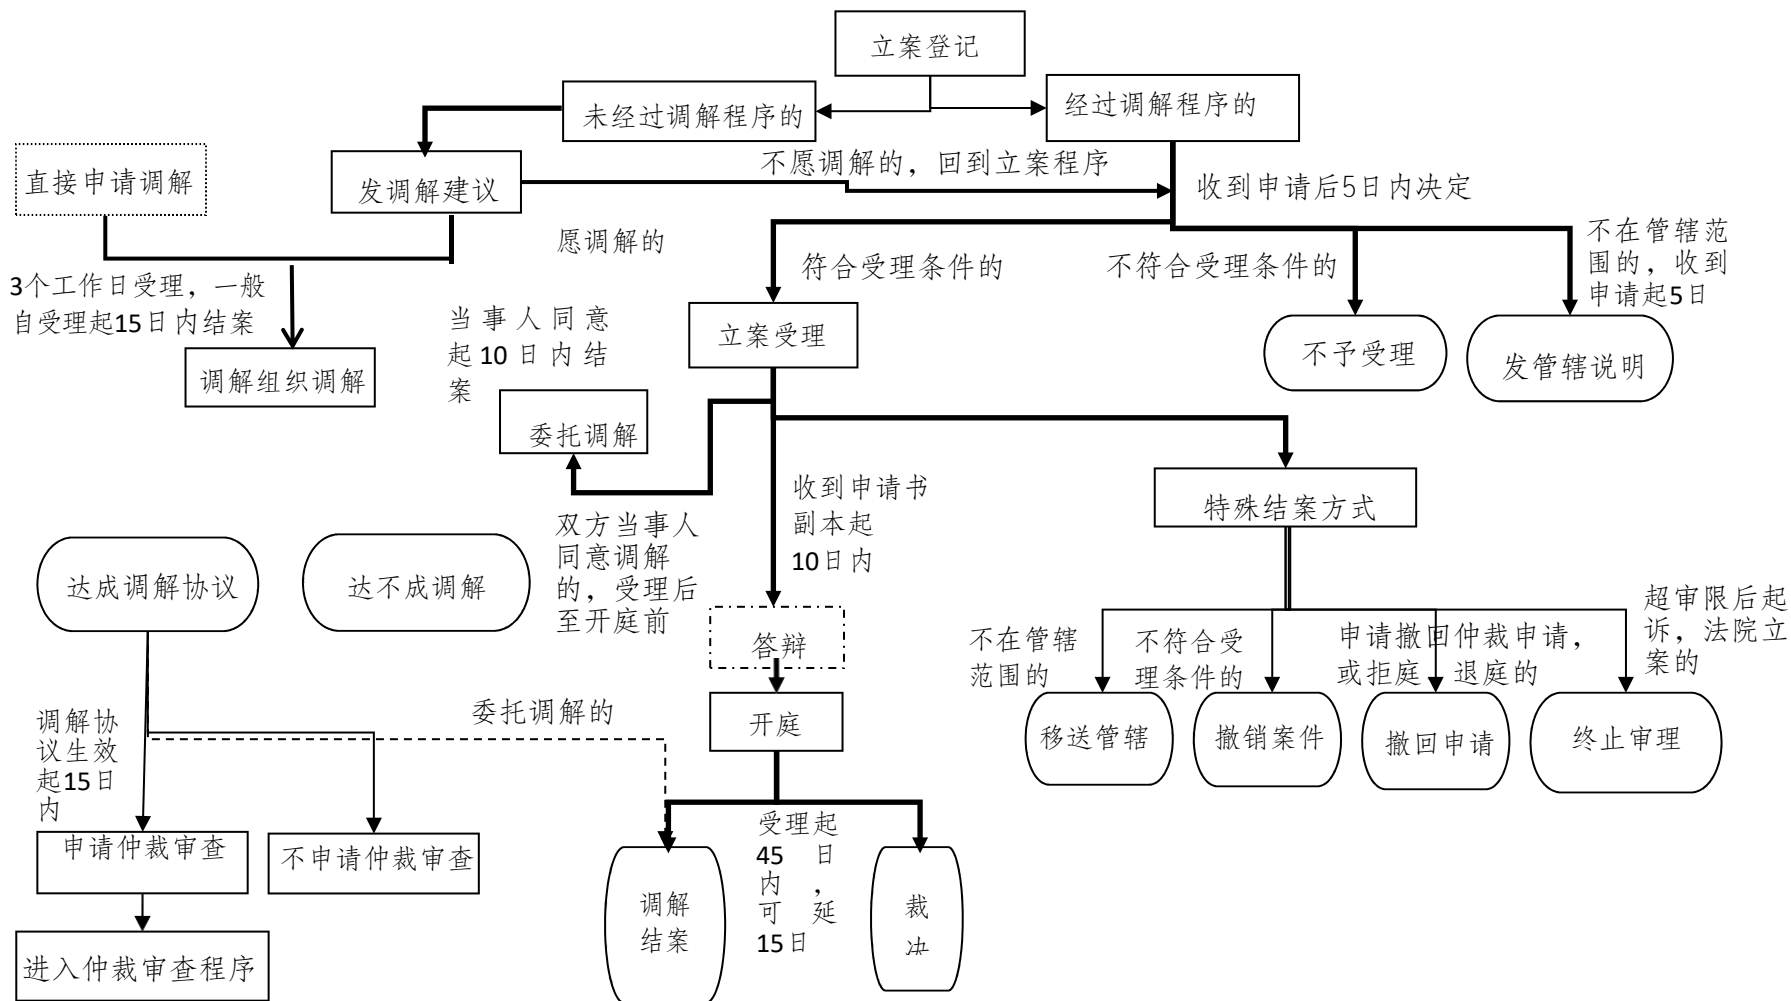 立案登记
未经过调解程序的
经过调解程序的
直接申请调解
发调解建议
不愿调解的，回到立案程序
收到申请后5日内决定
愿调解的
符合受理条件的
不符合受理条件的
不在管辖范
围的，收到
申请起5日
3个工作日受理，一般
自受理起15日内结案
当事人同意
起10日内结
案
立案受理
不予受理
发管辖说明
调解组织调解
委托调解
收到申请书
副本起
10日内
特殊结案方式
双方当事人
同意调解
的，受理后
至开庭前
达成调解协议
达不成调解
答辩
不在管辖
范围的
不符合受
理条件的
申请撤回仲裁申请，
或拒庭、退庭的
超审限后起
诉，法院立
案的
调解协
议生效
起15日
内
委托调解的
开庭
移送管辖
撤销案件
撤回申请
终止审理
申请仲裁审查
不申请仲裁审查
受理起
45日
内，
可延
15日
调解
结案
裁
决
进入仲裁审查程序